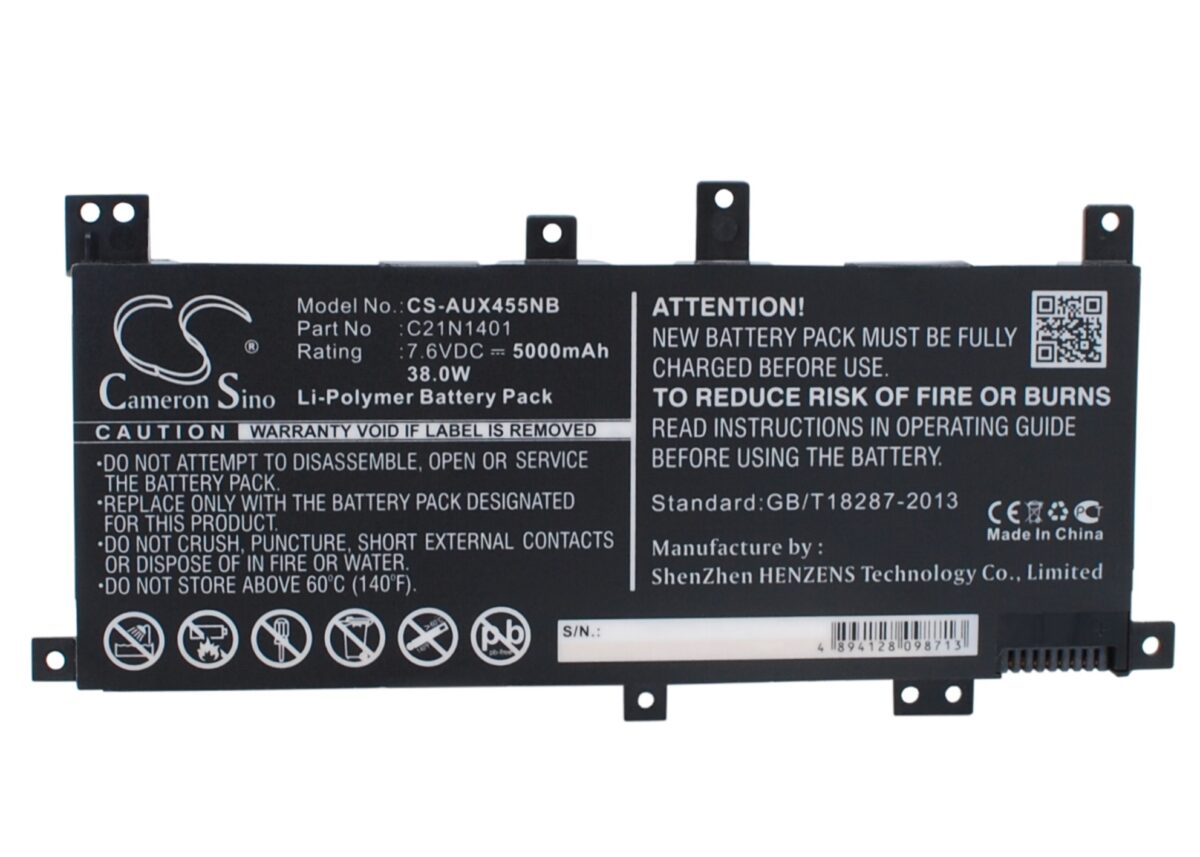 CS®
Cameron Sino
Model No.:CS-AUX455NB
Part No :C21N1401
Rating :7.6VDC ⎓ 5000mAh
38.0W
Li-Polymer Battery Pack
CAUTION WARRANTY VOID IF LABEL IS REMOVED
•DO NOT ATTEMPT TO DISASSEMBLE, OPEN OR SERVICE
THE BATTERY PACK.
•REPLACE ONLY WITH THE BATTERY PACK DESIGNATED
FOR THIS PRODUCT.
•DO NOT CRUSH, PUNCTURE, SHORT EXTERNAL CONTACTS
OR DISPOSE OF IN FIRE OR WATER.
•DO NOT STORE ABOVE 60°C (140°F).
pb
pb-free
ATTENTION!
NEW BATTERY PACK MUST BE FULLY
CHARGED BEFORE USE.
TO REDUCE RISK OF FIRE OR BURNS
READ INSTRUCTIONS IN OPERATING GUIDE
BEFORE USING THE BATTERY.
Standard:GB/T18287-2013
CE
Made In China
Manufacture by :
ShenZhen HENZENS Technology Co., Limited
S/N.:
4 894128 098713